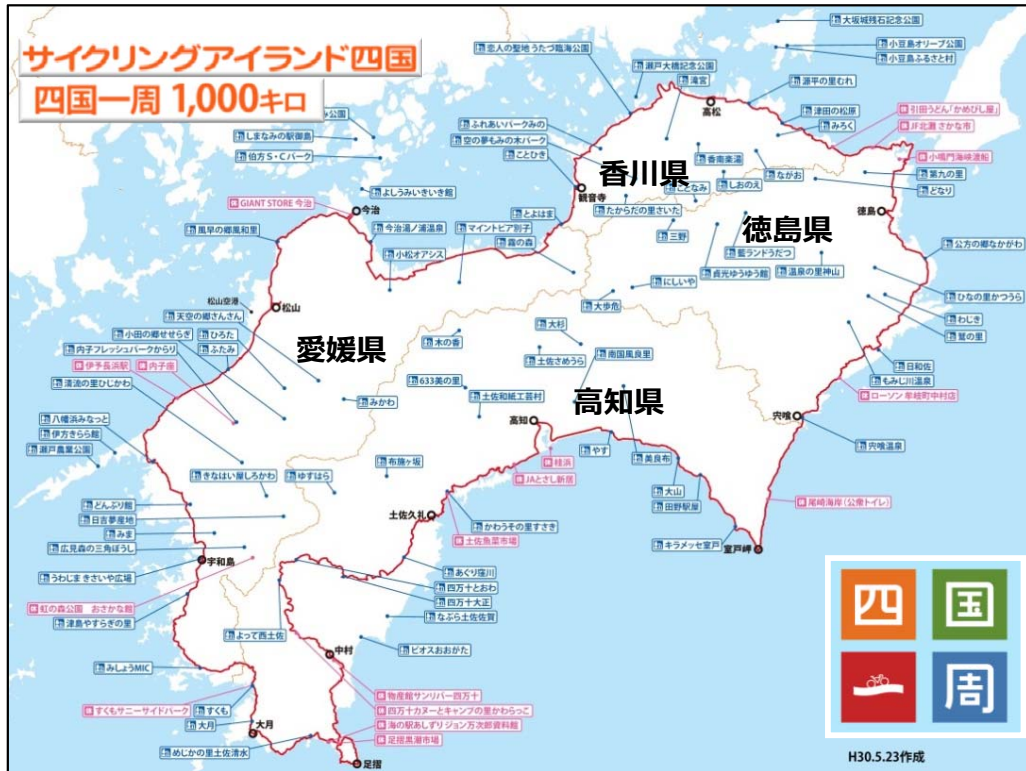 サイクリングアイランド四国
四国一周 1,000キロ
大坂城残石記念公園
小豆島オリーブ公園
小豆島ふるさと村
恋人の聖地 うたづ臨海公園
瀬戸大橋記念公園
滝宮
源平の里むれ
高松
津田の松原
みろく
引田うどん「かめびし屋」
JF北灘 さかな市
小鳴門海峡渡船
ふれあいパークみの
空の夢もみの木パーク
ことひき
観音寺
香川県
香南楽湯
ながお
第九の里
どなり
しおのえ
ことなみ
たからだの里さいた
三野
徳島県
徳島
み公園
しまなみの駅御島
伯方S・Cパーク
よしうみいきいき館
GIANT STORE 今治
今治
風早の郷風和里
今治湯ノ浦温泉
小松オアシス
マイントピア別子
とよはま
霧の森
藍ランドうだつ
貞光ゆうゆう館
温泉の里神山
公方の郷なかがわ
にしいや
大歩危
ひなの里かつうら
わじき
鷲の里
日和佐
もみじ川温泉
ローソン 牟岐町中村店
松山空港
松山
天空の郷さんさん
小田の郷せせらぎ
ひろた
内子フレッシュパークからり
ふたみ
伊予長浜駅
内子座
清流の里ひじかわ
愛媛県
木の香
大杉
土佐さめうら
南国風良里
633美の里
土佐和紙工芸村
みかわ
高知県
高知
宍喰
宍喰温泉
八幡浜みなっと
伊方きらら館
瀬戸農業公園
きなはい屋しろかわ
ゆすはら
布施ヶ坂
桂浜
JAとさし新居
やす
美良布
大山
田野駅屋
キラメッセ室戸
室戸岬
尾崎海岸(公衆トイレ)
どんぶり館
日吉夢産地
みま
広見森の三角ぼうし
宇和島
うわじま きさいや広場
虹の森公園 おさかな館
津島やすらぎの里
土佐久礼
かわうその里すさき
土佐魚菜市場
あぐり窪川
四万十とおわ
四万十大正
なぶら土佐佐賀
よって西土佐
ビオスおおがた
中村
みしょうMIC
すくもサニーサイドパーク
すくも
大月
大月
めじかの里土佐清水
物産館サンリバー四万十
四万十カヌーとキャンプの里かわらっこ
海の駅あしずり ジョン万次郎資料館
足摺黒潮市場
足摺
四
国
周
H30.5.23作成